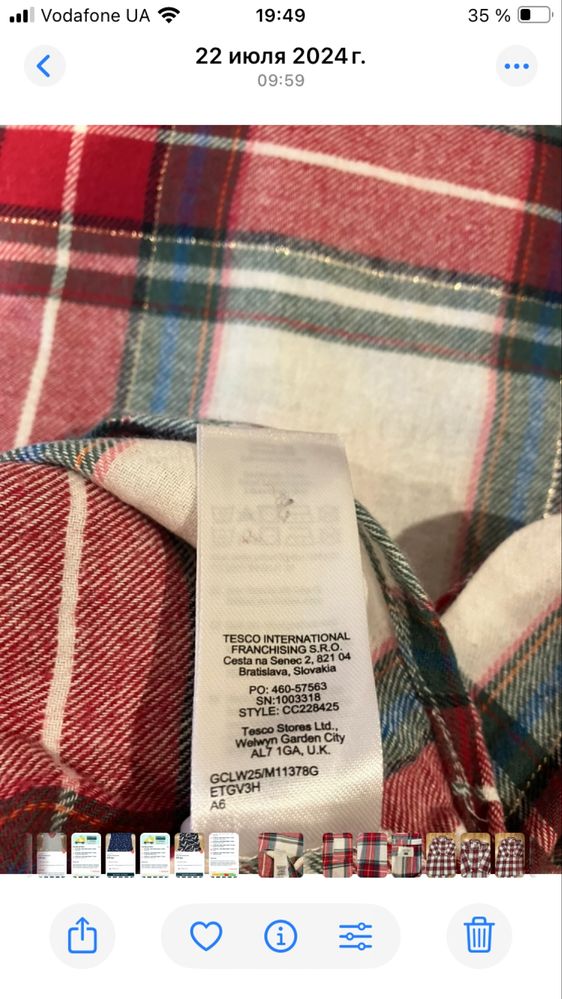 Vodafone UA
19:49
35 %
22 июля 2024 г.
09:59
TESCO INTERNATIONAL
FRANCHISING S.R.O.
Cesta na Senec 2, 821 04
Bratislava, Slovakia
PO: 460-57563
SN:1003318
STYLE: CC228425
Tesco Stores Ltd.,
Welwyn Garden City
AL7 1GA, U.K.
GCLW25/M11378G
ETGV3H
A6